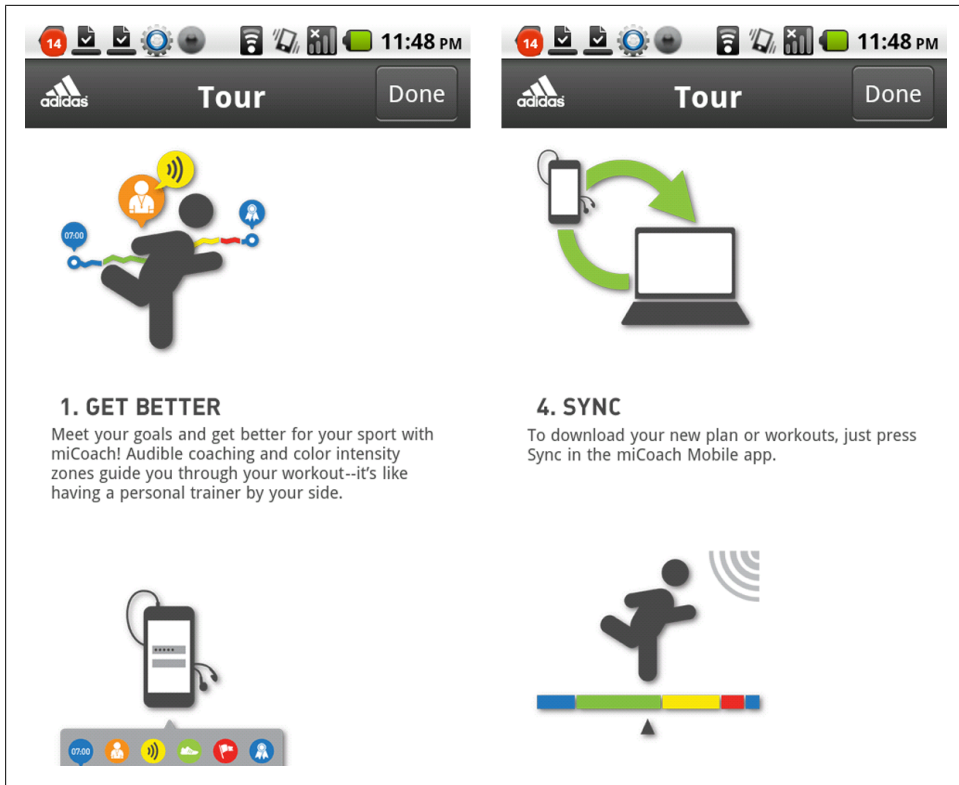 14
11:48 PM
adidas
Tour
Done
07:00
1. GET BETTER
Meet your goals and get better for your sport with
miCoach! Audible coaching and color intensity
zones guide you through your workout--it's like
having a personal trainer by your side.
07:00
14
11:48 PM
adidas
Tour
Done
4. SYNC
To download your new plan or workouts, just press
Sync in the miCoach Mobile app.